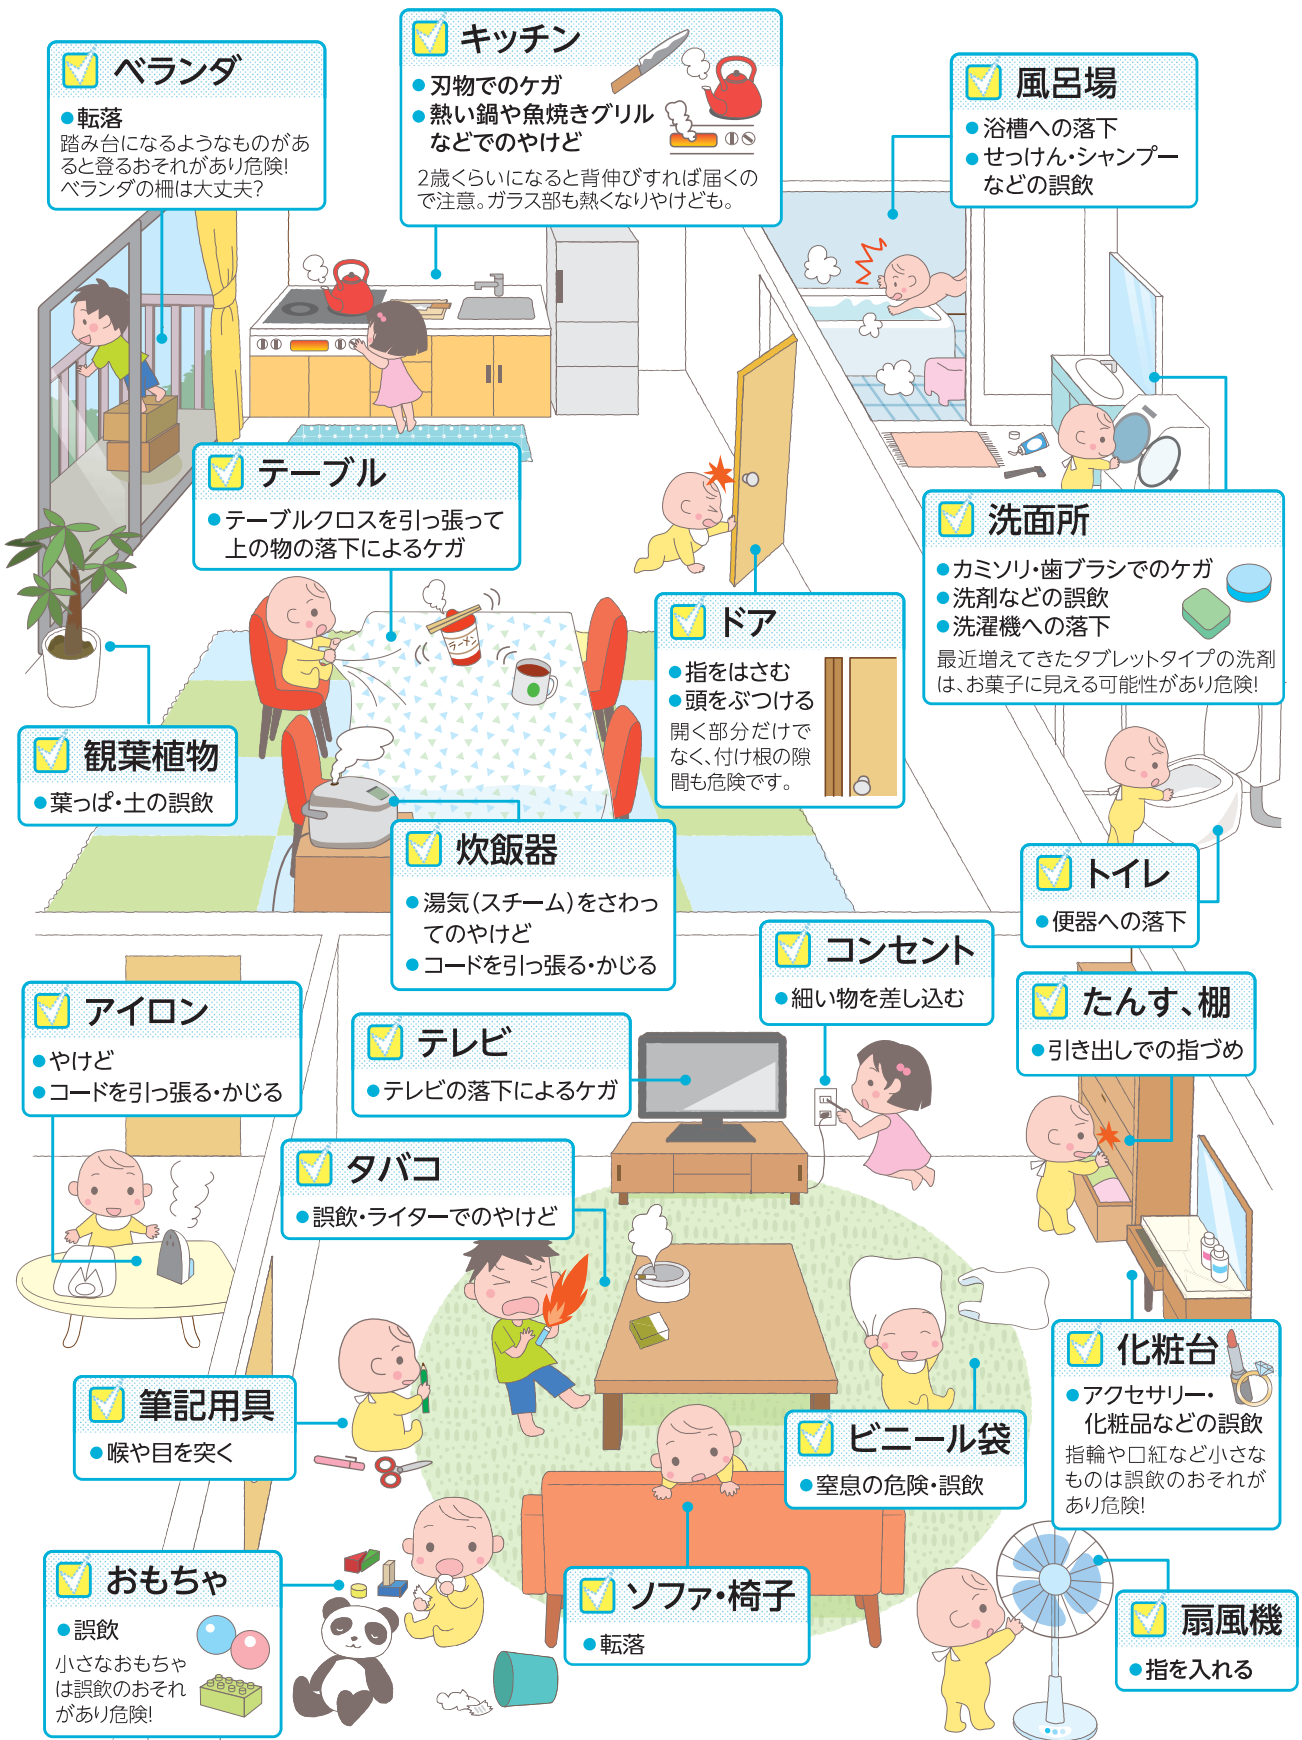 ベランダ
●転落
踏み台になるようなものがあ
ると登るおそれがあり危険!
ベランダの柵は大丈夫?
キッチン
●刃物でのケガ
●熱い鍋や魚焼きグリル
などでのやけど
2歳くらいになると背伸びすれば届くの
で注意。ガラス部も熱くなりやけども。
風呂場
●浴槽への落下
●せっけん・シャンプー
などの誤飲
テーブル
●テーブルクロスを引っ張って
上の物の落下によるケガ
ラーメン
ドア
●指をはさむ
●頭をぶつける
開く部分だけで
なく、付け根の隙
間も危険です。
洗面所
●カミソリ・歯ブラシでのケガ
●洗剤などの誤飲
●洗濯機への落下
最近増えてきたタブレットタイプの洗剤
は、お菓子に見える可能性があり危険!
観葉植物
●葉っぱ・土の誤飲
炊飯器
●湯気(スチーム)をさわっ
てのやけど
●コードを引っ張る・かじる
トイレ
●便器への落下
コンセント
●細い物を差し込む
たんす、棚
●引き出しでの指づめ
アイロン
●やけど
●コードを引っ張る・かじる
テレビ
●テレビの落下によるケガ
タバコ
●誤飲・ライターでのやけど
化粧台
●アクセサリー・
化粧品などの誤飲
指輪や口紅など小さな
ものは誤飲のおそれが
あり危険!
筆記用具
●喉や目を突く
ビニール袋
●窒息の危険・誤飲
おもちゃ
●誤飲
小さなおもちゃ
は誤飲のおそれ
があり危険!
ソファ・椅子
●転落
扇風機
●指を入れる